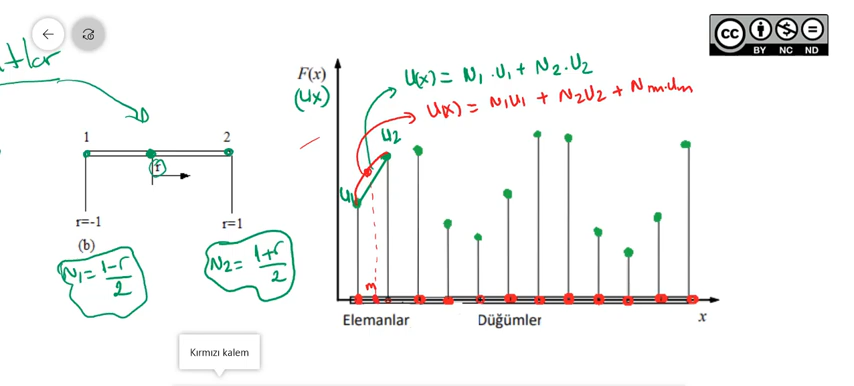 CC
BY NC ND
F(x)
(Ux)
U(x) = N₁.U₁ + N₂.U₂
U(x) = N₁U₁ + N₂U₂ + Nm.Um
U₁
U₂
m
1
2
r
r=-1
r=1
(b)
N₁ = 1-r/2
N₂ = 1+r/2
Elemanlar
Düğümler
x
Kırmızı kalem